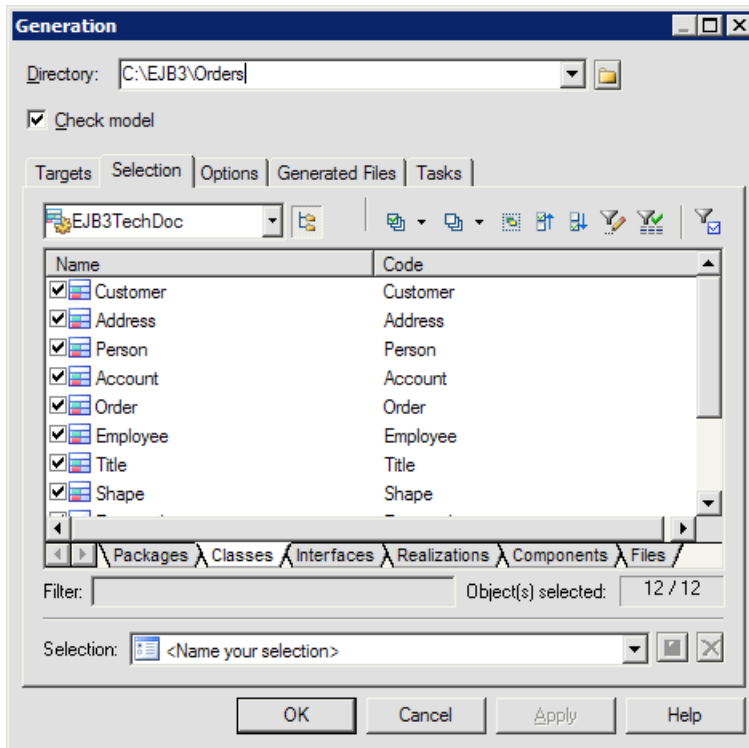 Generation
Directory: C:\EJB3\Orders
Check model
Targets Selection Options Generated Files Tasks
EJB3TechDoc
Name Code
Customer Customer
Address Address
Person Person
Account Account
Order Order
Employee Employee
Title Title
Shape Shape
Packages Classes Interfaces Realizations Components Files
Filter: Object(s) selected: 12 / 12
Selection: <Name your selection>
OK Cancel Apply Help